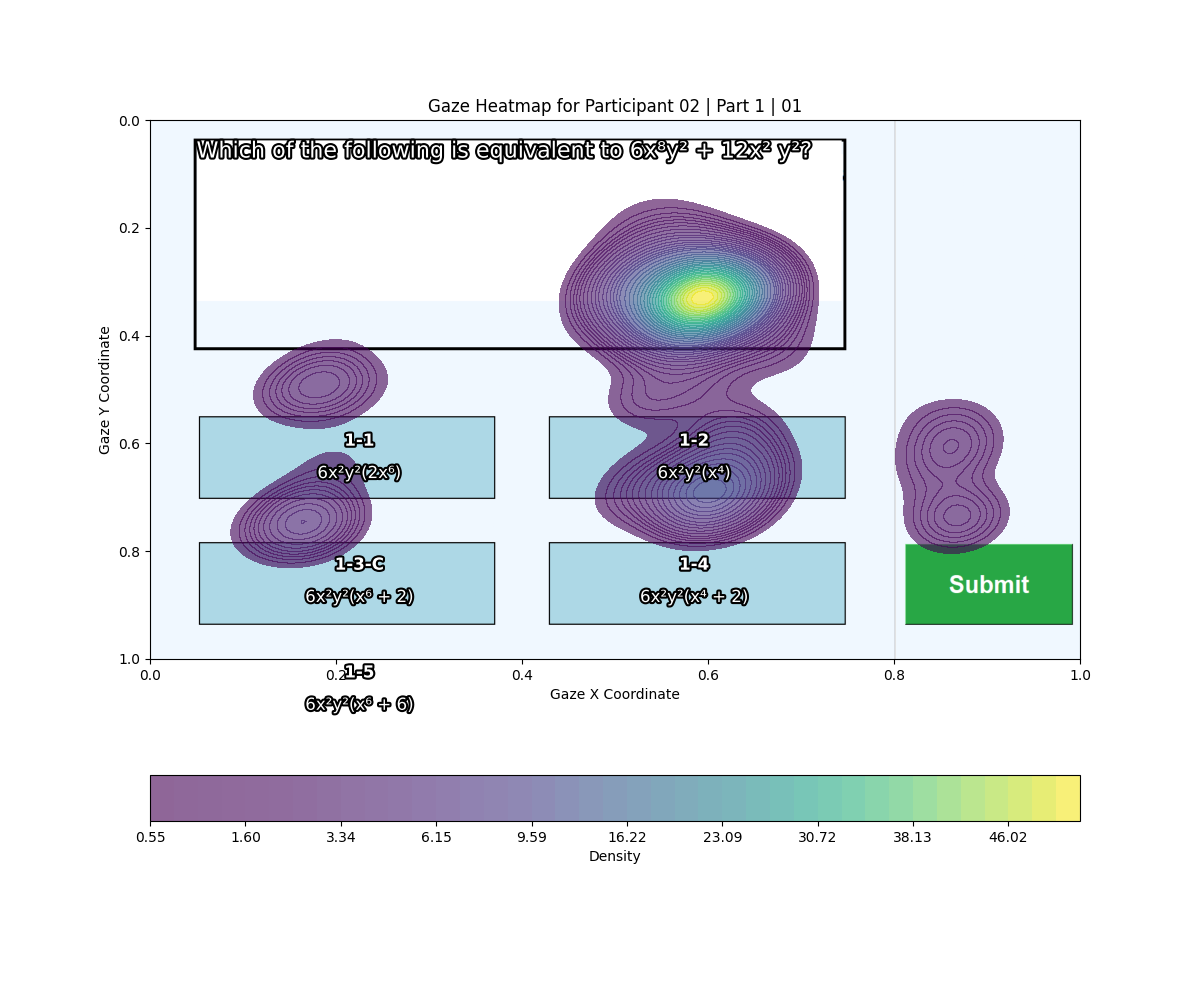 Gaze Heatmap for Participant 02 | Part 1 | 01
Which of the following is equivalent to 6x⁸y² + 12x² y²?
0.0
0.2
0.4
0.6
0.8
1.0
Gaze Y Coordinate
1-1
6x²y²(2x⁶)
1-2
6x²y²(x⁴)
1-3-C
6x²y²(x⁶ + 2)
1-4
6x²y²(x⁴ + 2)
Submit
0.0 0.2 0.4 0.6 0.8 1.0
1-5
6x²y²(x⁶ + 6)
Gaze X Coordinate
0.55 1.60 3.34 6.15 9.59 16.22 23.09 30.72 38.13 46.02
Density